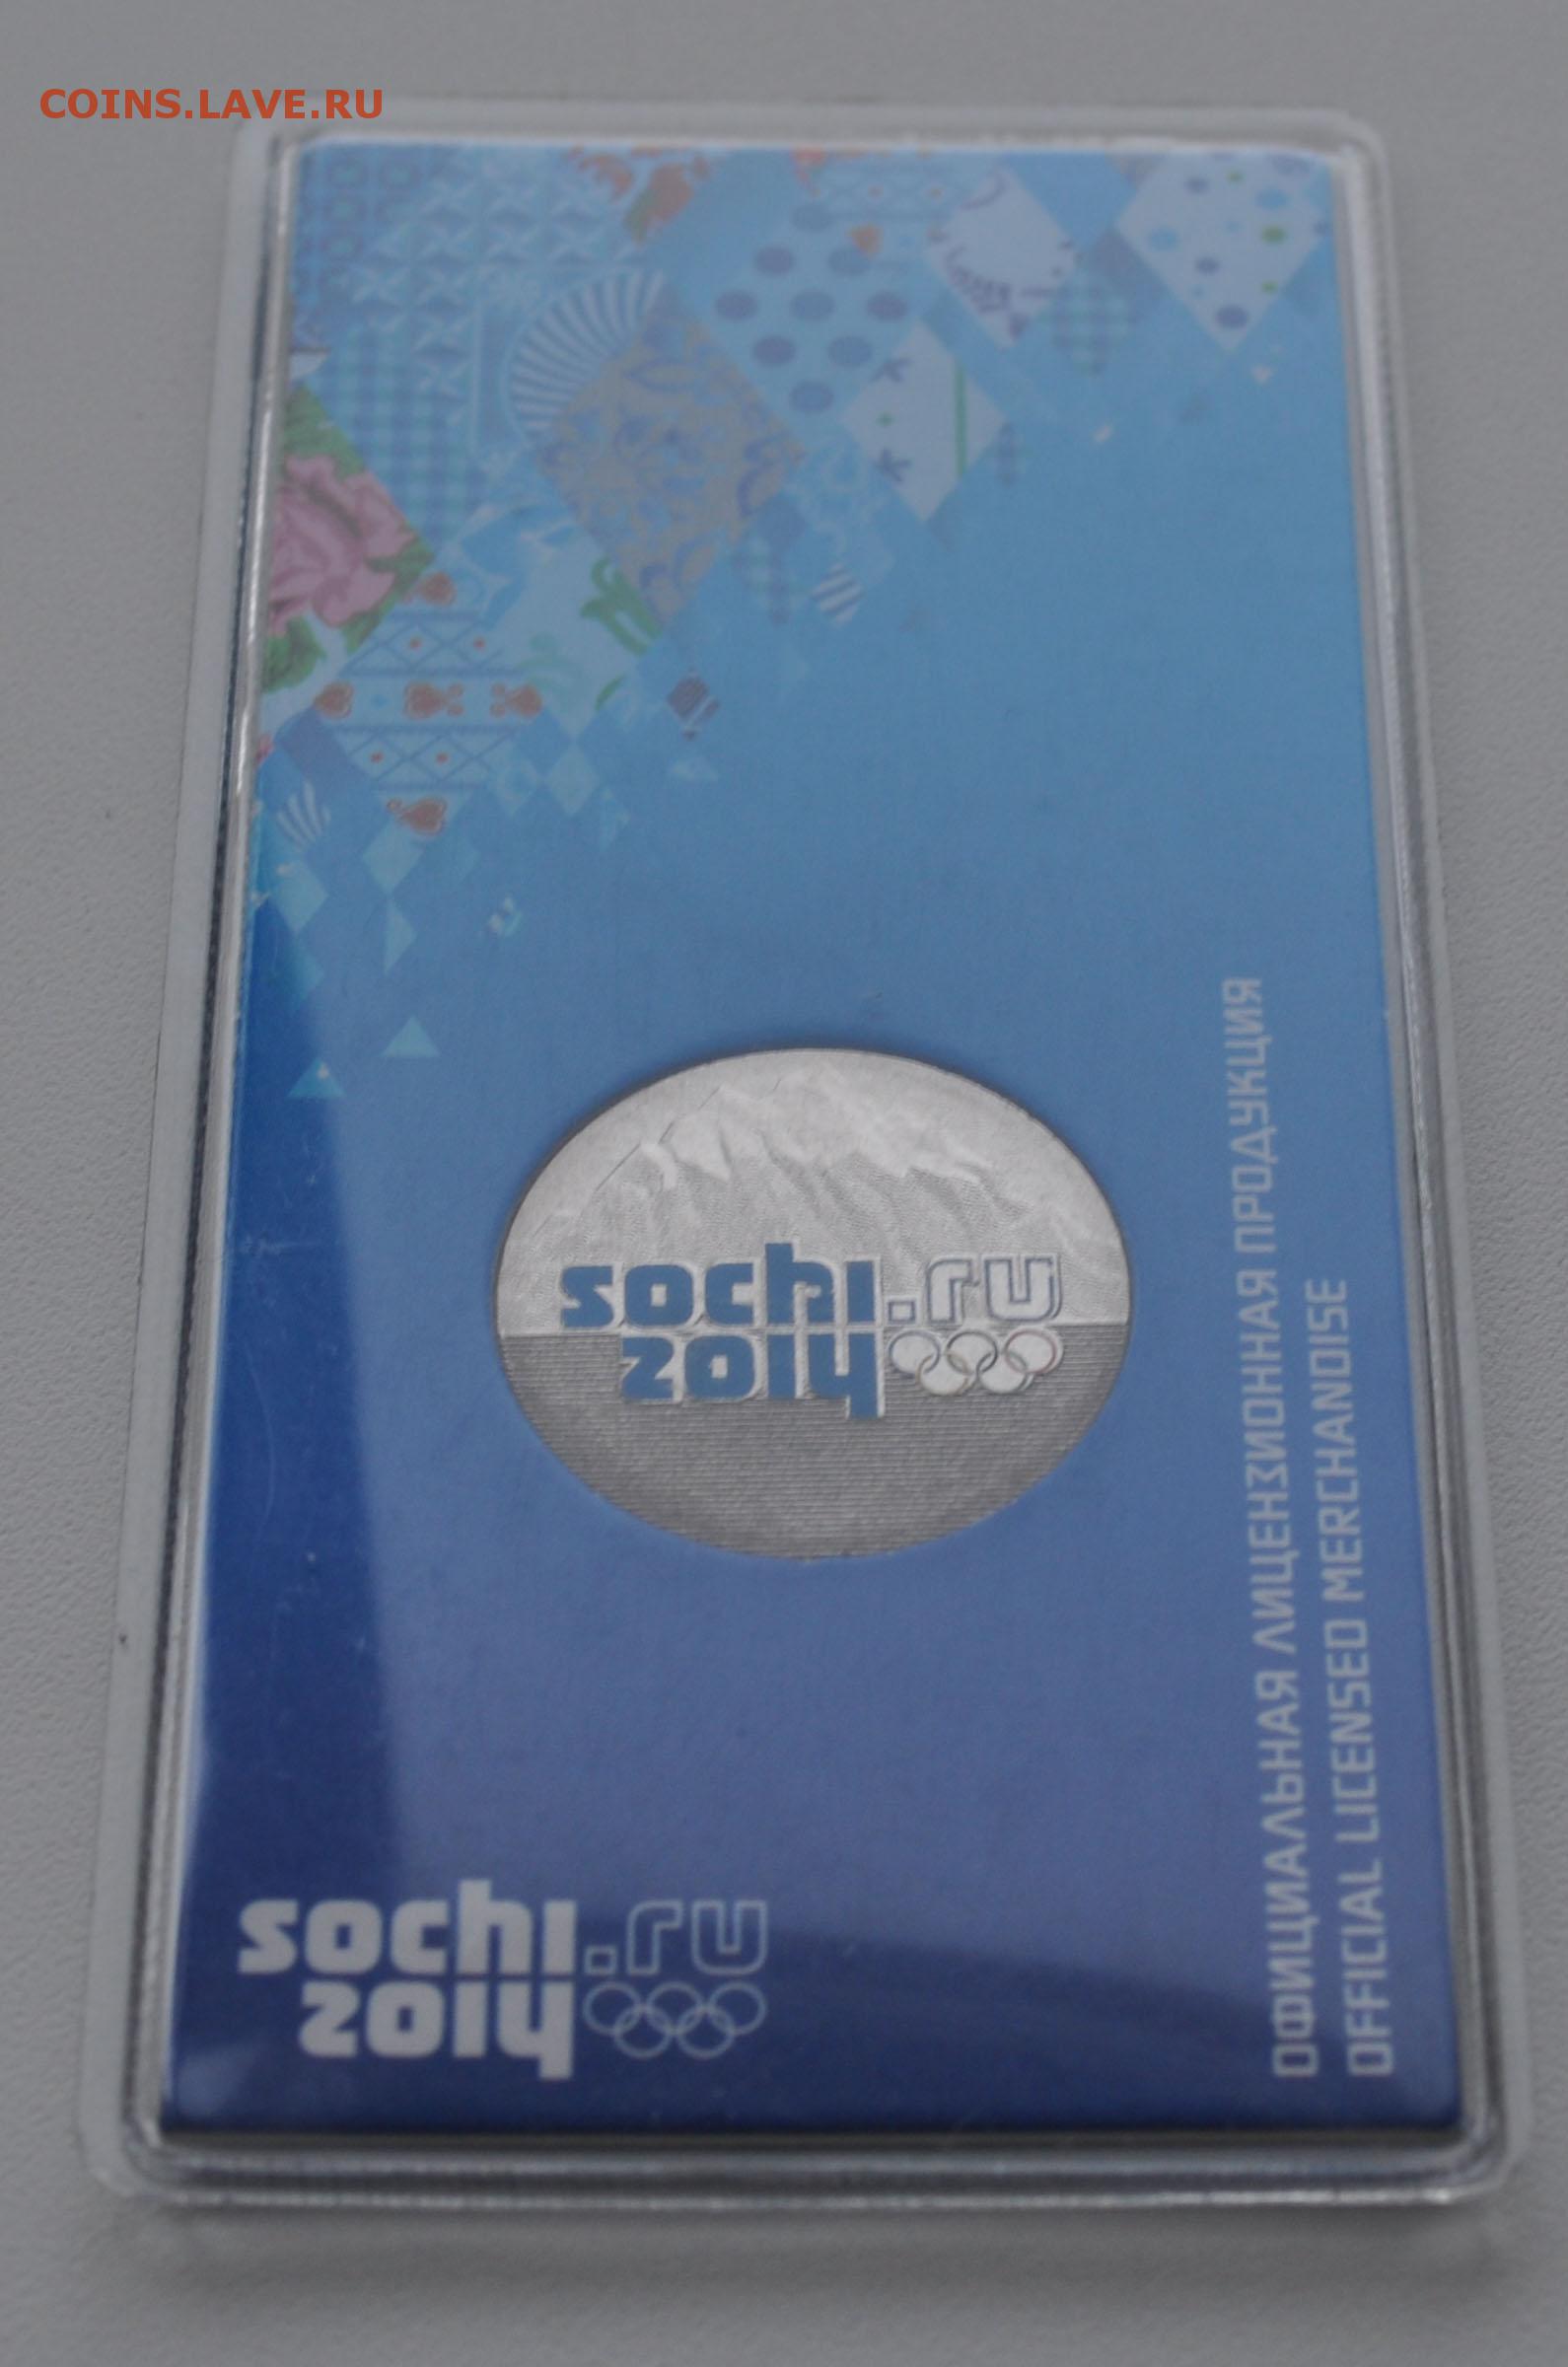 COINS.LAVE.RU
sochi.ru
2014
sochi.ru
2014
ОФИЦИАЛЬНАЯ ЛИЦЕНЗИОННАЯ ПРОДУКЦИЯ
OFFICIAL LICENSED MERCHANDISE